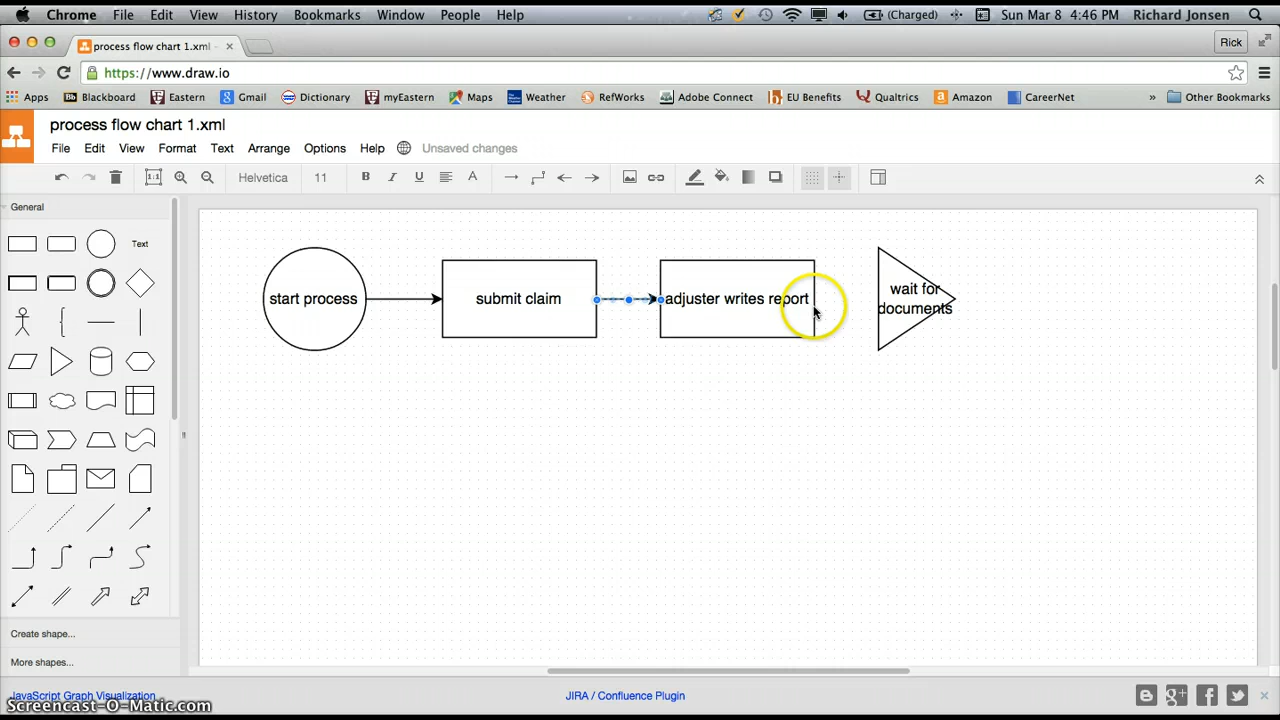 Chrome File Edit View History Bookmarks Window People Help (Charged) Sun Mar 8 4:46 PM Richard Jonsen
process flow chart 1.xml Rick
https://www.draw.io
Apps Blackboard Eastern Gmail Dictionary myEastern Maps Weather RefWorks Adobe Connect EU Benefits Qualtrics Amazon CareerNet » Other Bookmarks
process flow chart 1.xml
File Edit View Format Text Arrange Options Help Unsaved changes
Helvetica 11 B I U A
General
Text
start process
submit claim
adjuster writes report
wait for
documents
Create shape...
More shapes...
JavaScript Graph Visualization JIRA / Confluence Plugin
Screencast-O-Matic.com